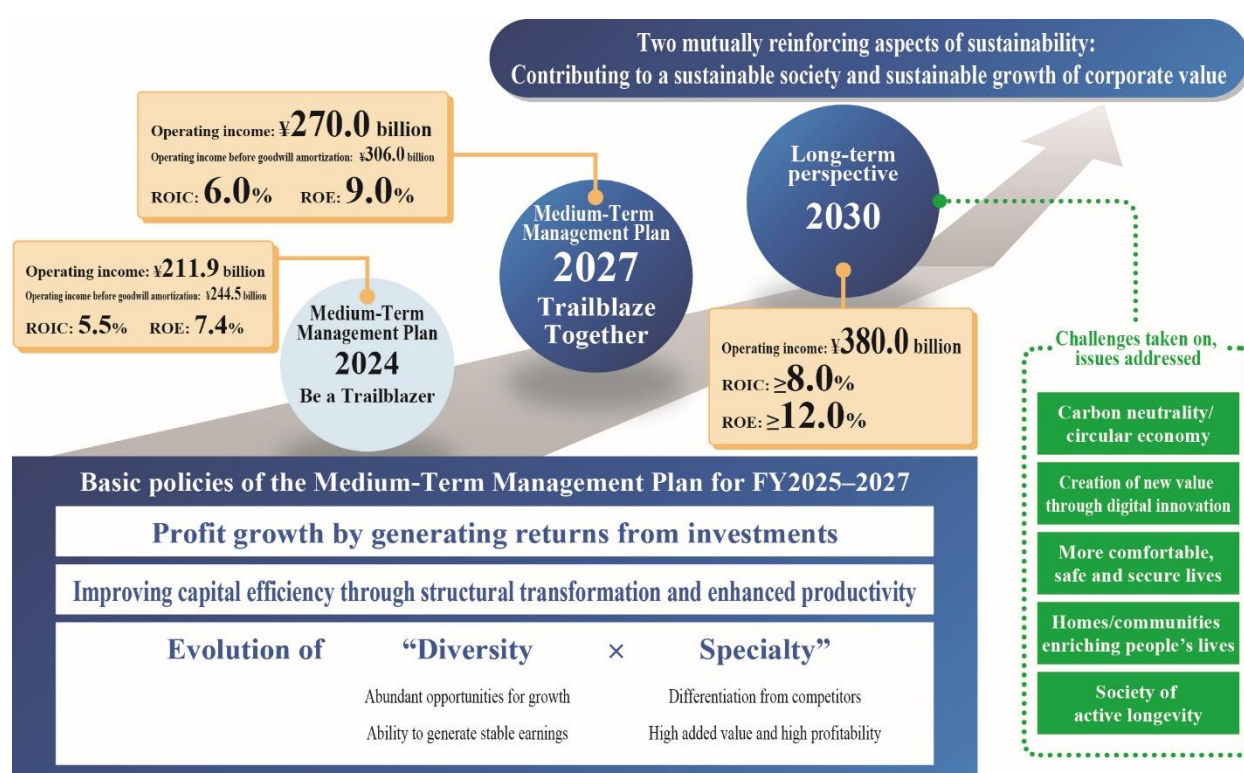 Two mutually reinforcing aspects of sustainability:
Contributing to a sustainable society and sustainable growth of corporate value
Operating income: ¥270.0 billion
Operating income before goodwill amortization: ¥306.0 billion
ROIC: 6.0% ROE: 9.0%
Long-term
perspective
2030
Medium-Term
Management Plan
2027
Trailblaze
Together
Operating income: ¥211.9 billion
Operating income before goodwill amortization: ¥244.5 billion
ROIC: 5.5% ROE: 7.4%
Medium-Term
Management Plan
2024
Be a Trailblazer
Operating income: ¥380.0 billion
ROIC: ≥8.0%
ROE: ≥12.0%
Challenges taken on,
issues addressed
Carbon neutrality/
circular economy
Creation of new value
through digital innovation
More comfortable,
safe and secure lives
Homes/communities
enriching people's lives
Society of
active longevity
Basic policies of the Medium-Term Management Plan for FY2025–2027
Profit growth by generating returns from investments
Improving capital efficiency through structural transformation and enhanced productivity
Evolution of “Diversity × Specialty”
Abundant opportunities for growth Differentiation from competitors
Ability to generate stable earnings High added value and high profitability